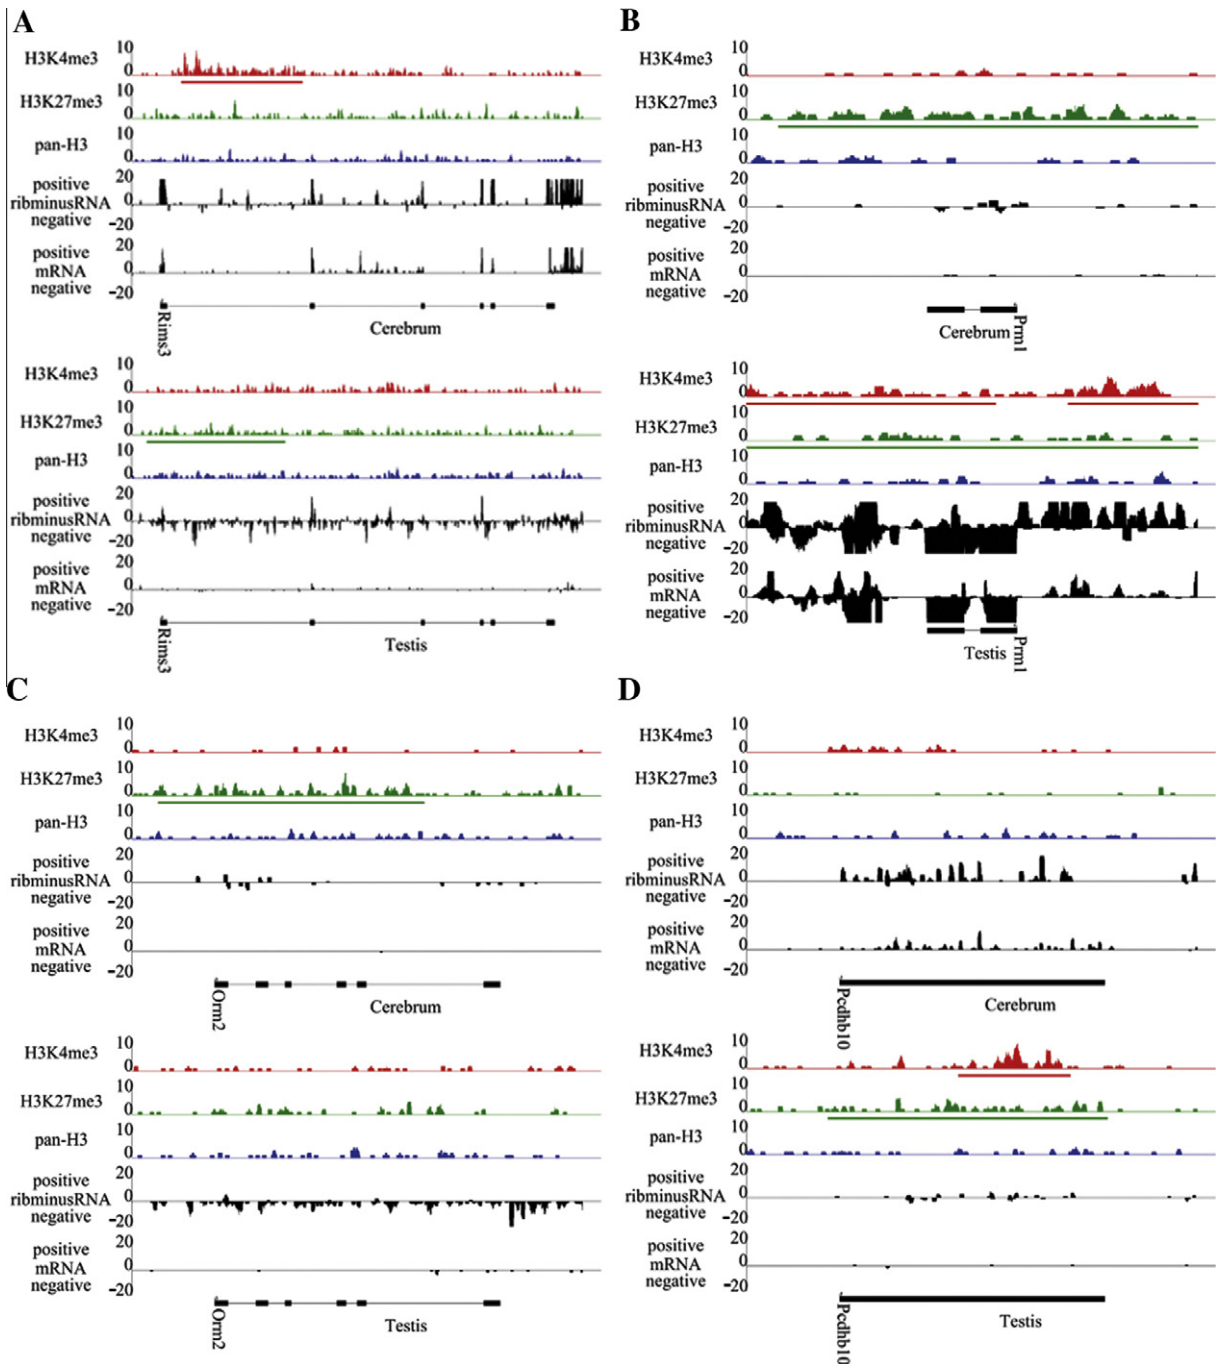 A
H3K4me3
10
0
H3K27me3
10
0
pan-H3
10
0
positive
ribminusRNA
negative
20
0
-20
positive
mRNA
negative
20
0
-20
Rims3
Cerebrum
H3K4me3
10
0
H3K27me3
10
0
pan-H3
10
0
positive
ribminusRNA
negative
20
0
-20
positive
mRNA
negative
20
0
-20
Rims3
Testis
B
H3K4me3
10
0
H3K27me3
10
0
pan-H3
10
0
positive
ribminusRNA
negative
20
0
-20
positive
mRNA
negative
20
0
-20
Cerebrum
Prm1
H3K4me3
10
0
H3K27me3
10
0
pan-H3
10
0
positive
ribminusRNA
negative
20
0
-20
positive
mRNA
negative
20
0
-20
Testis
Prm1
C
H3K4me3
10
0
H3K27me3
10
0
pan-H3
10
0
positive
ribminusRNA
negative
20
0
-20
positive
mRNA
negative
20
0
-20
Orm2
Cerebrum
H3K4me3
10
0
H3K27me3
10
0
pan-H3
10
0
positive
ribminusRNA
negative
20
0
-20
positive
mRNA
negative
20
0
-20
Orm2
Testis
D
H3K4me3
10
0
H3K27me3
10
0
pan-H3
10
0
positive
ribminusRNA
negative
20
0
-20
positive
mRNA
negative
20
0
-20
Pcdhb10
Cerebrum
H3K4me3
10
0
H3K27me3
10
0
pan-H3
10
0
positive
ribminusRNA
negative
20
0
-20
positive
mRNA
negative
20
0
-20
Pcdhb10
Testis